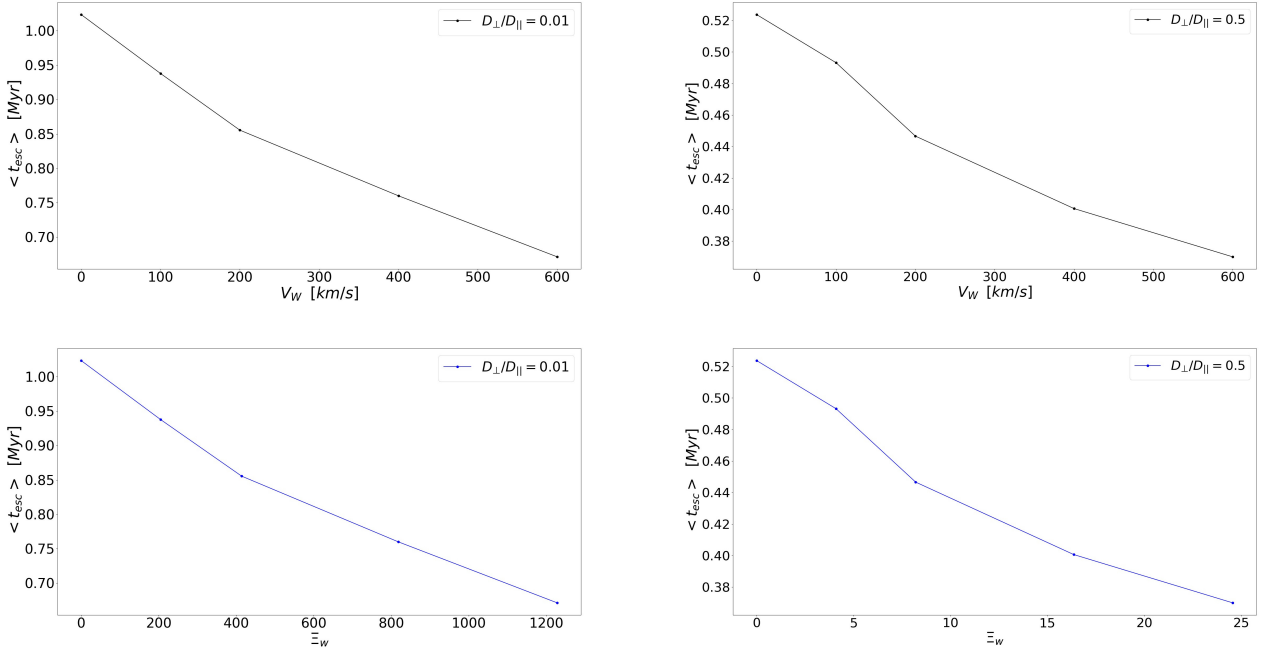 D⊥/D|| = 0.01
1.00
0.95
0.90
0.85
0.80
0.75
0.70
< t_esc > [Myr]
0 100 200 300 400 500 600
V_W [km/s]
D⊥/D|| = 0.5
0.52
0.50
0.48
0.46
0.44
0.42
0.40
0.38
< t_esc > [Myr]
0 100 200 300 400 500 600
V_W [km/s]
D⊥/D|| = 0.01
1.00
0.95
0.90
0.85
0.80
0.75
0.70
< t_esc > [Myr]
0 200 400 600 800 1000 1200
Ξ_w
D⊥/D|| = 0.5
0.52
0.50
0.48
0.46
0.44
0.42
0.40
0.38
< t_esc > [Myr]
0 5 10 15 20 25
Ξ_w